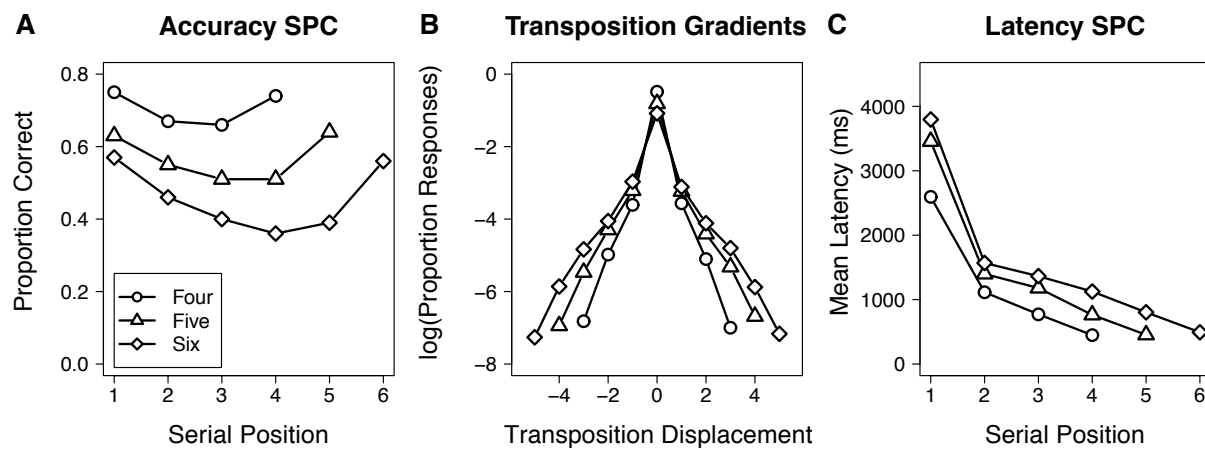 A Accuracy SPC
Proportion Correct
0.8
0.6
0.4
0.2
0.0
Four
Five
Six
1 2 3 4 5 6
Serial Position
B Transposition Gradients
log(Proportion Responses)
0
−2
−4
−6
−8
−4 −2 0 2 4
Transposition Displacement
C Latency SPC
Mean Latency (ms)
4000
3000
2000
1000
0
1 2 3 4 5 6
Serial Position